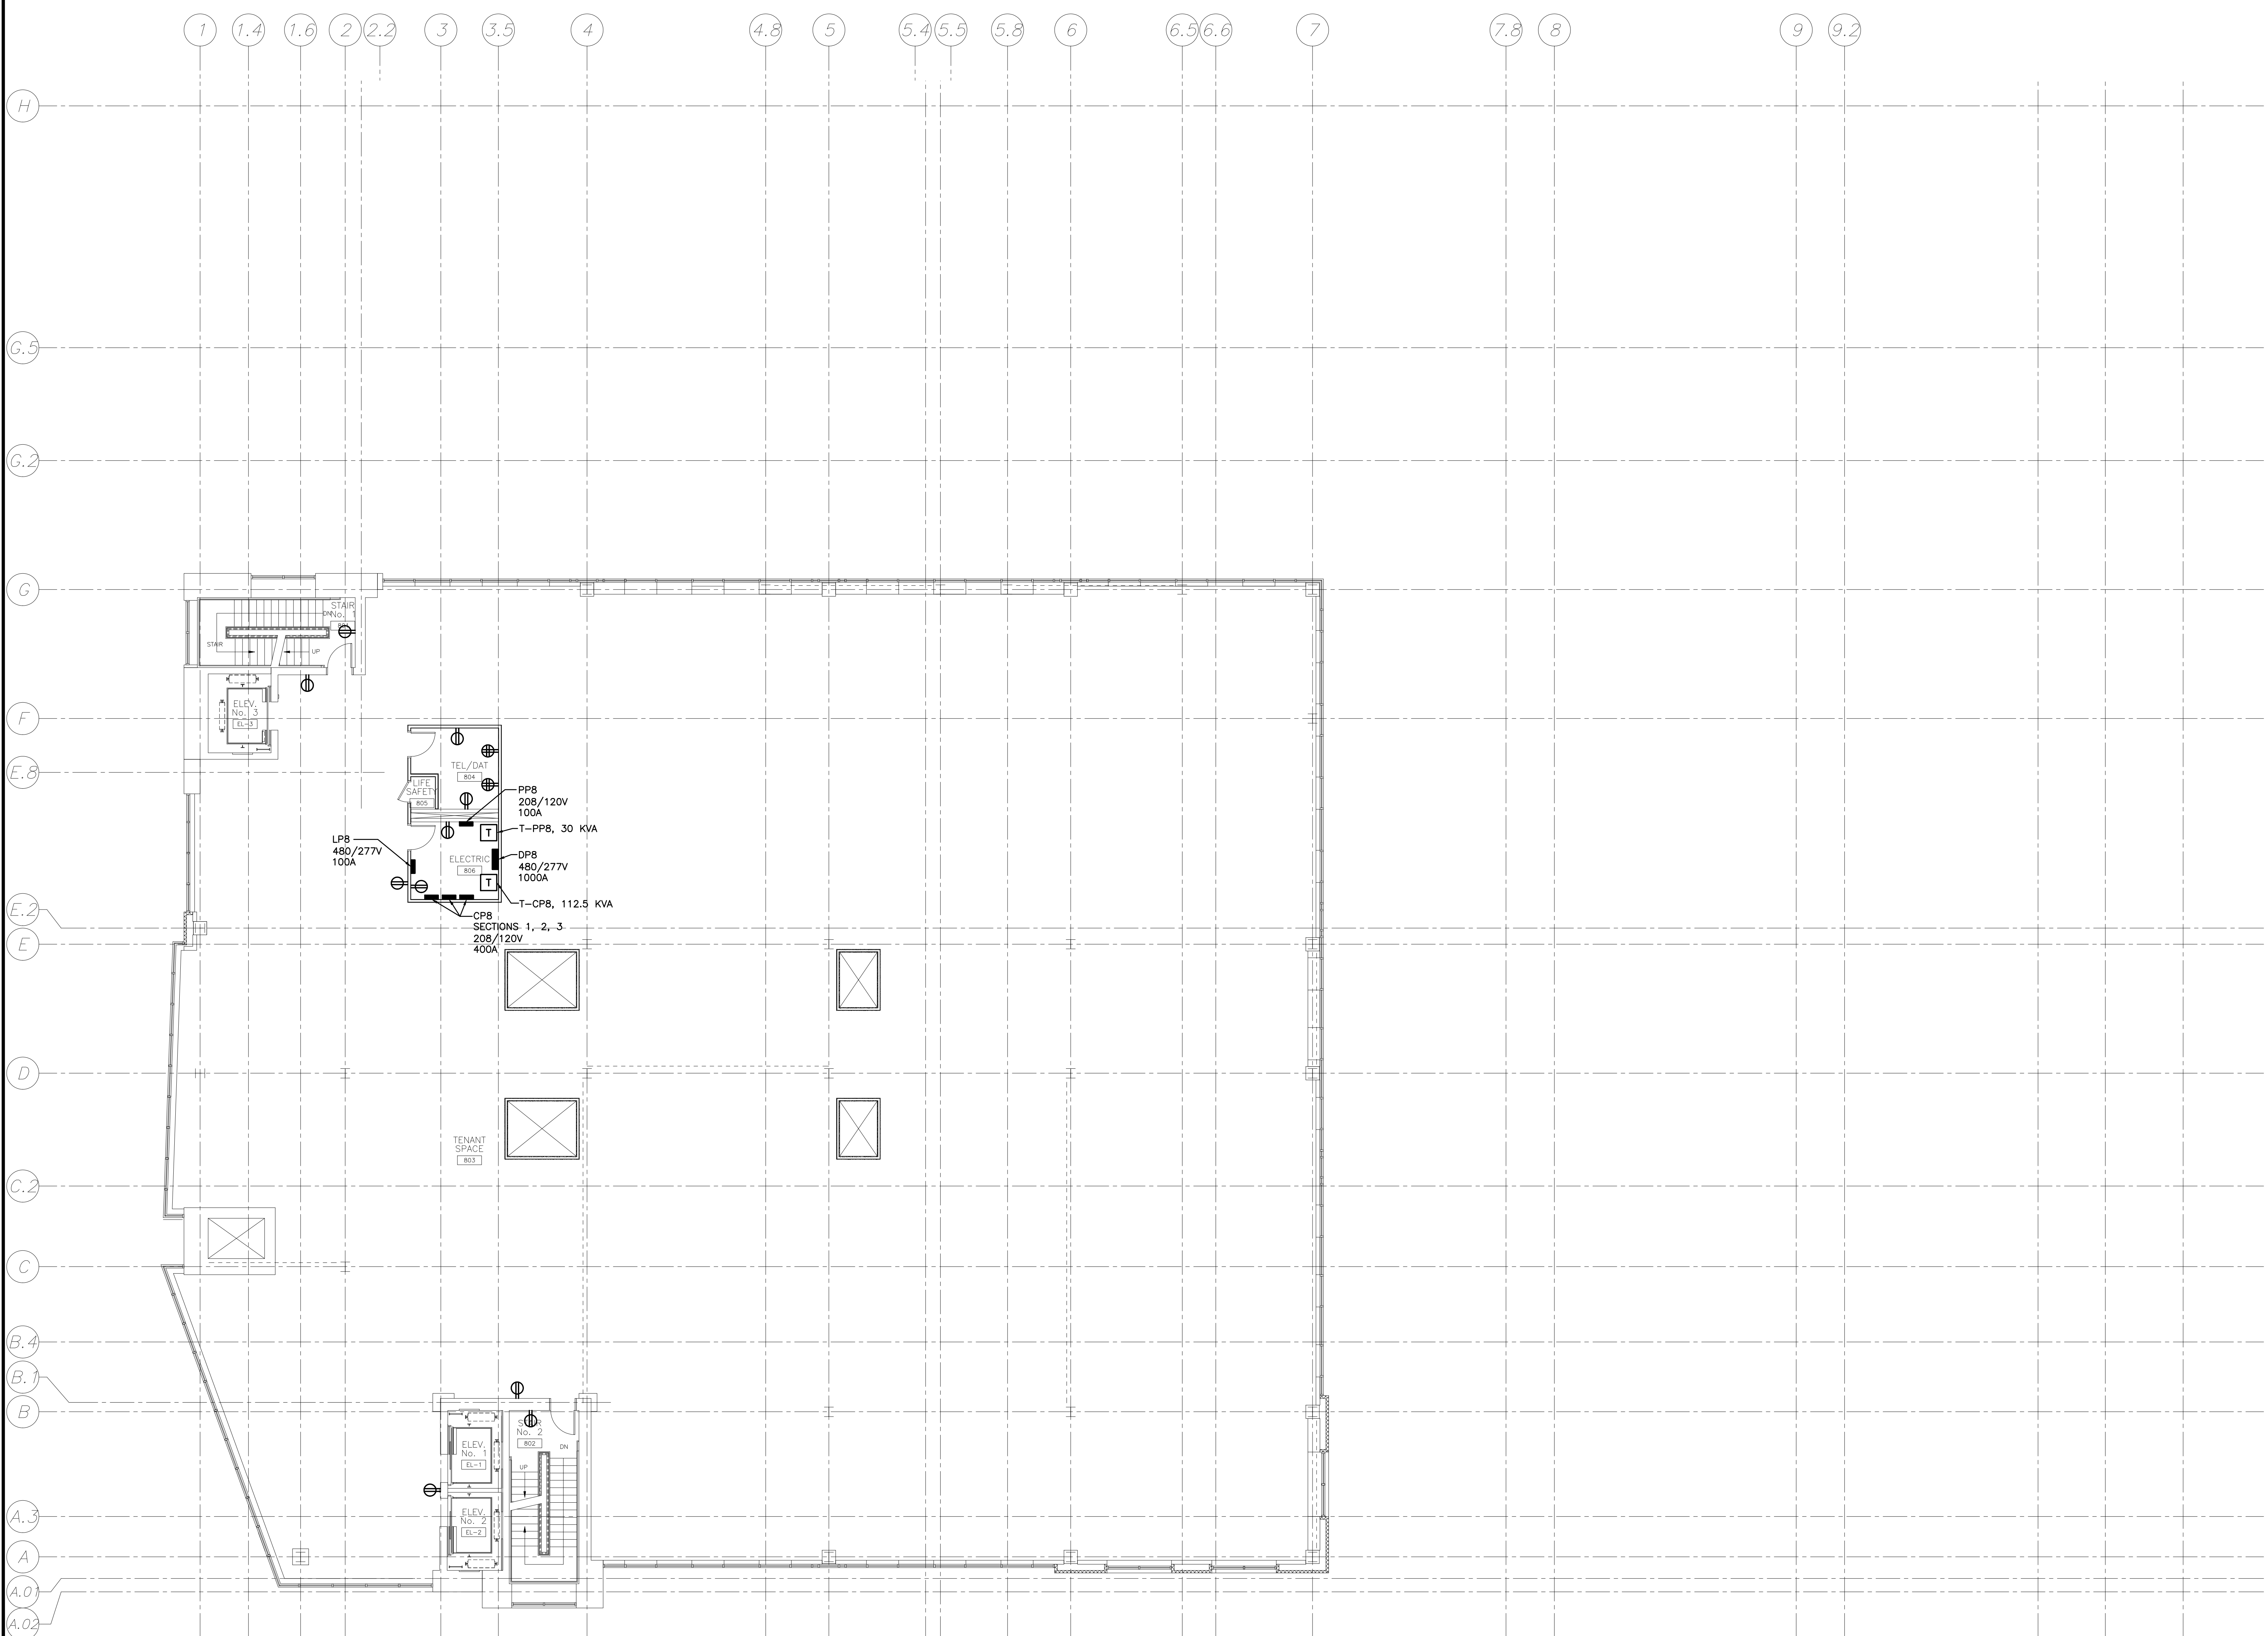 1 1.4 1.6 2 2.2 3 3.5 4 4.8 5 5.4 5.5 5.8 6 6.5 6.6 7 7.8 8 9 9.2
H
G.5
G.2
G
STAIR
No. 1
DN
STAIR
UP
F
ELEV.
No. 3
EL-3
E.8
TEL/DAT
804
LIFE
SAFETY
805
PP8
208/120V
100A
T-PP8, 30 KVA
LP8
480/277V
100A
ELECTRIC
806
DP8
480/277V
1000A
T
T
T-CP8, 112.5 KVA
CP8
SECTIONS 1, 2, 3
208/120V
400A
E.2
E
D
TENANT
SPACE
803
C.2
C
B.4
B.1
B
STAIR
No. 2
802
DN
UP
ELEV.
No. 1
EL-1
ELEV.
No. 2
EL-2
A.3
A
A.01
A.02